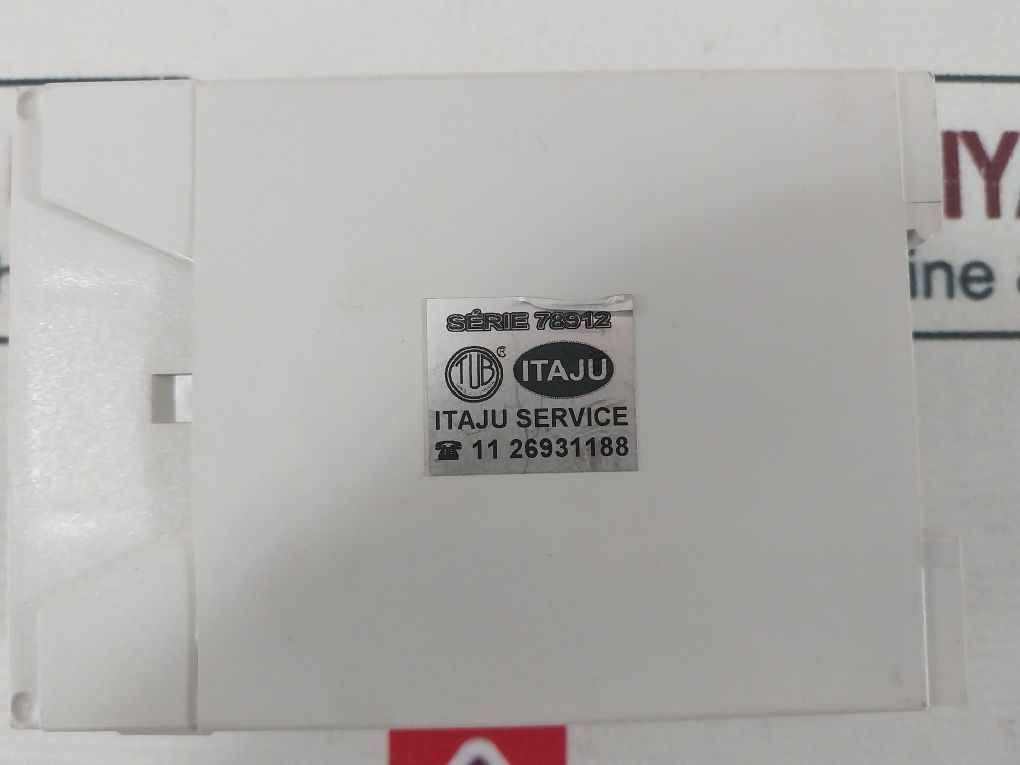 SÉRIE 78912
TUB ® ITAJU
ITAJU SERVICE
☎ 11 26931188
IYA
ine &